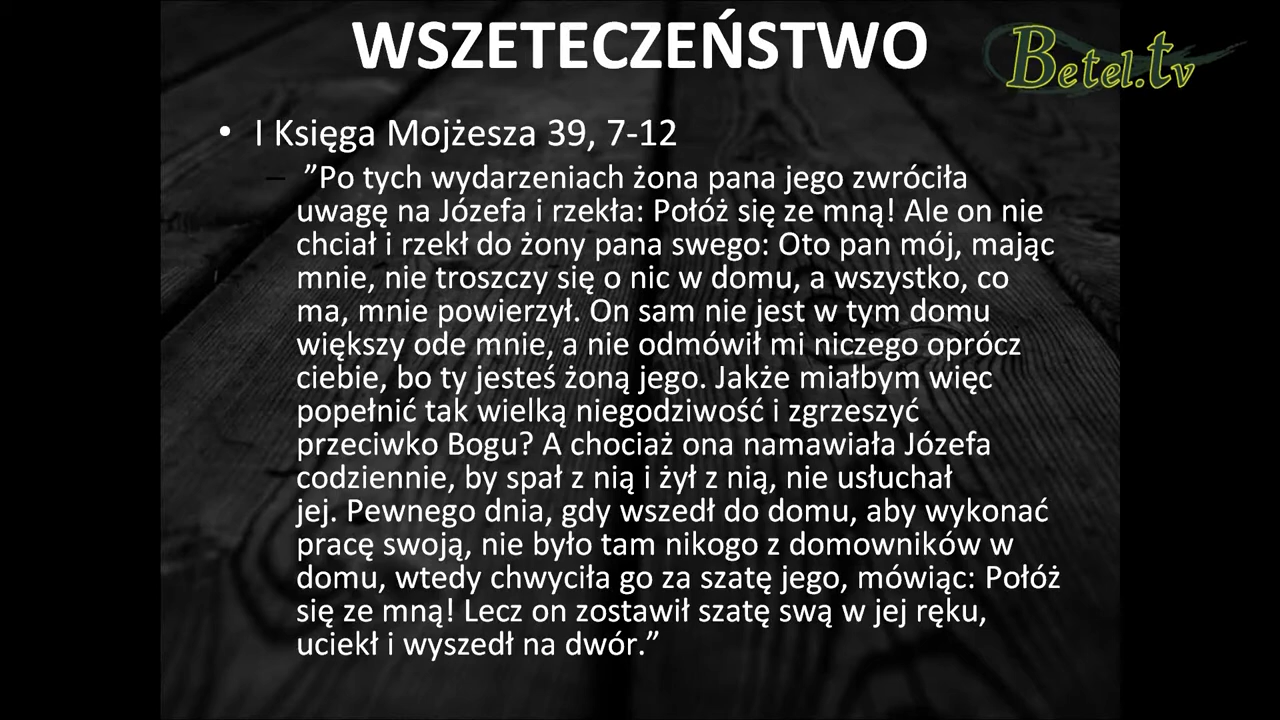 WSZETECZEŃSTWO
Betel.tv
• I Księga Mojżesza 39, 7-12
– ”Po tych wydarzeniach żona pana jego zwróciła
uwagę na Józefa i rzekła: Połóż się ze mną! Ale on nie
chciał i rzekł do żony pana swego: Oto pan mój, mając
mnie, nie troszczy się o nic w domu, a wszystko, co
ma, mnie powierzył. On sam nie jest w tym domu
większy ode mnie, a nie odmówił mi niczego oprócz
ciebie, bo ty jesteś żoną jego. Jakże miałbym więc
popełnić tak wielką niegodziwość i zgrzeszyć
przeciwko Bogu? A chociaż ona namawiała Józefa
codziennie, by spał z nią i żył z nią, nie usłuchał
jej. Pewnego dnia, gdy wszedł do domu, aby wykonać
pracę swoją, nie było tam nikogo z domowników w
domu, wtedy chwyciła go za szatę jego, mówiąc: Połóż
się ze mną! Lecz on zostawił szatę swą w jej ręku,
uciekł i wyszedł na dwór.”